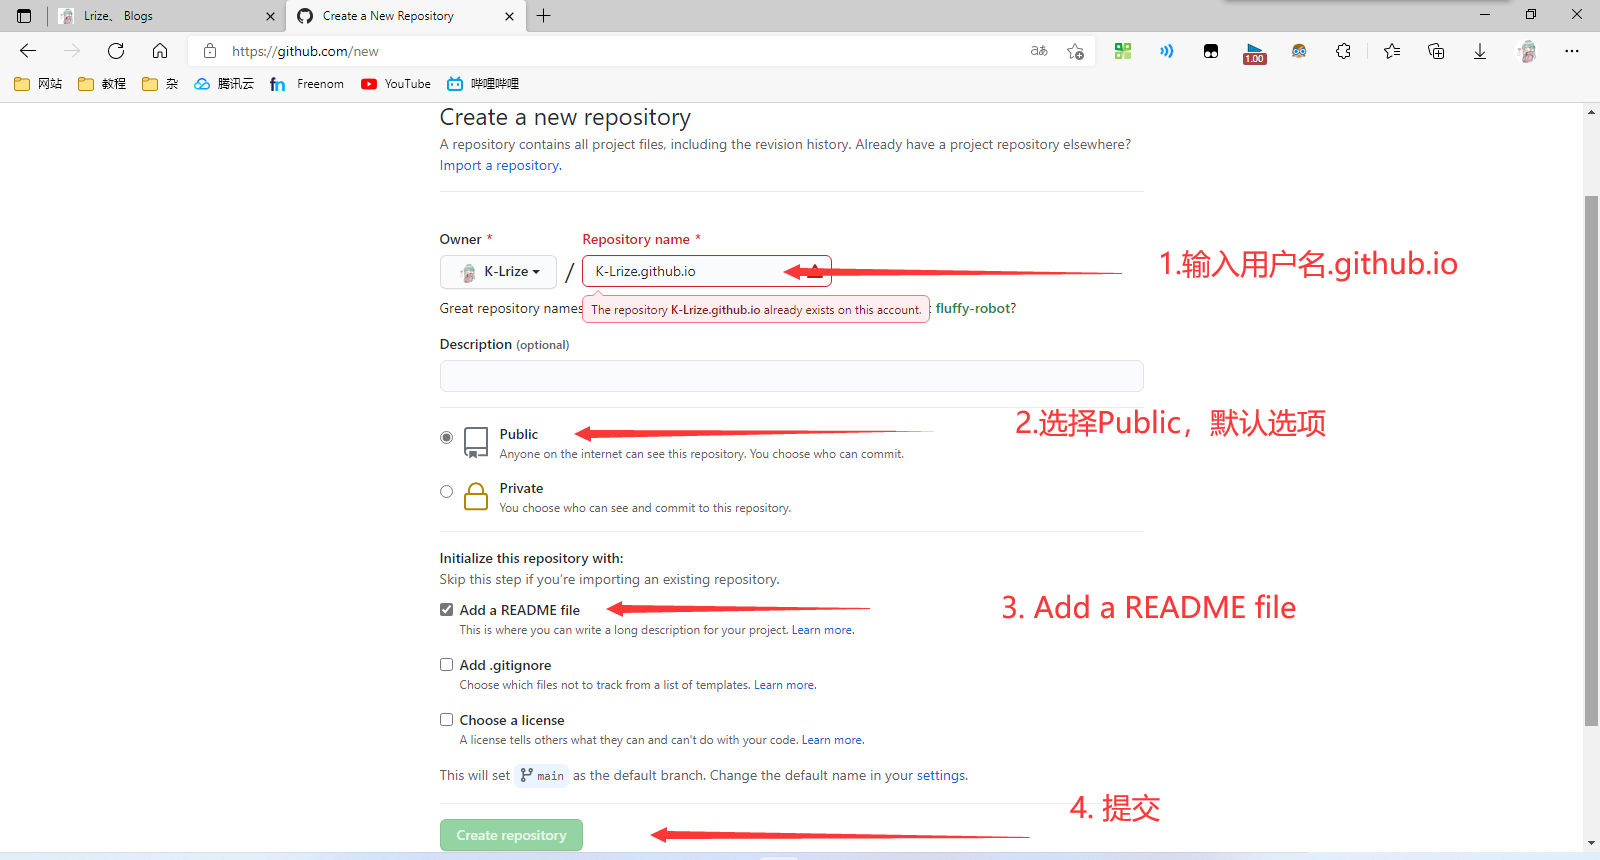 Lrize、 Blogs
Create a New Repository
https://github.com/new
aあ
1.00
网站
教程
杂
腾讯云
fn Freenom
YouTube
哔哩哔哩
Create a new repository
A repository contains all project files, including the revision history. Already have a project repository elsewhere?
Import a repository.
Owner *
Repository name *
K-Lrize
/
K-Lrize.github.io
1.输入用户名.github.io
Great repository names
The repository K-Lrize.github.io already exists on this account.
fluffy-robot?
Description (optional)
2.选择Public，默认选项
Public
Anyone on the internet can see this repository. You choose who can commit.
Private
You choose who can see and commit to this repository.
Initialize this repository with:
Skip this step if you’re importing an existing repository.
Add a README file
3. Add a README file
This is where you can write a long description for your project. Learn more.
Add .gitignore
Choose which files not to track from a list of templates. Learn more.
Choose a license
A license tells others what they can and can't do with your code. Learn more.
This will set main as the default branch. Change the default name in your settings.
4. 提交
Create repository